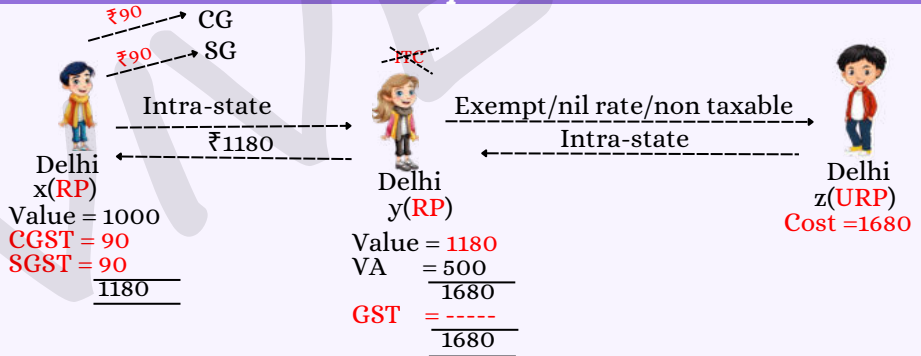 ₹90
CG
₹90
SG
ITC
Intra-state
₹1180
Exempt/nil rate/non taxable
Intra-state
Delhi
x(RP)
Value = 1000
CGST = 90
SGST = 90
1180
Delhi
y(RP)
Value = 1180
VA = 500
1680
GST = -----
1680
Delhi
z(URP)
Cost =1680